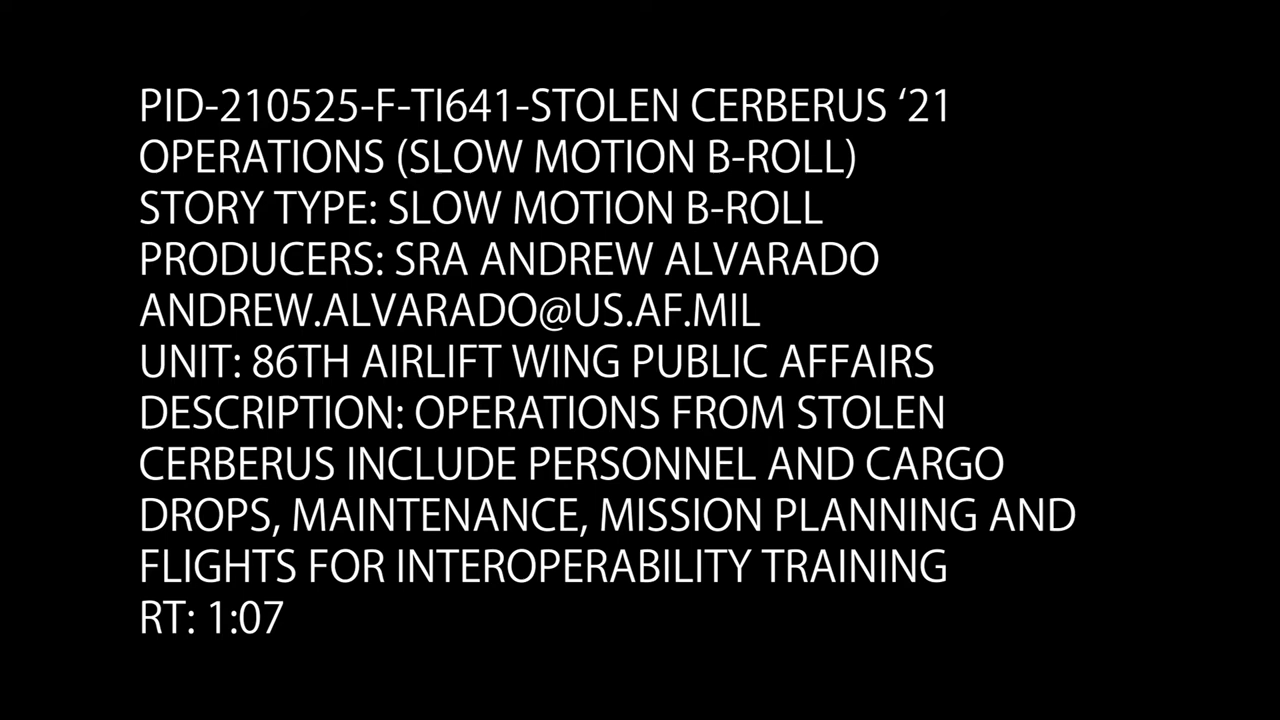 PID-210525-F-TI641-STOLEN CERBERUS ‘21
OPERATIONS (SLOW MOTION B-ROLL)
STORY TYPE: SLOW MOTION B-ROLL
PRODUCERS: SRA ANDREW ALVARADO
ANDREW.ALVARADO@US.AF.MIL
UNIT: 86TH AIRLIFT WING PUBLIC AFFAIRS
DESCRIPTION: OPERATIONS FROM STOLEN
CERBERUS INCLUDE PERSONNEL AND CARGO
DROPS, MAINTENANCE, MISSION PLANNING AND
FLIGHTS FOR INTEROPERABILITY TRAINING
RT: 1:07